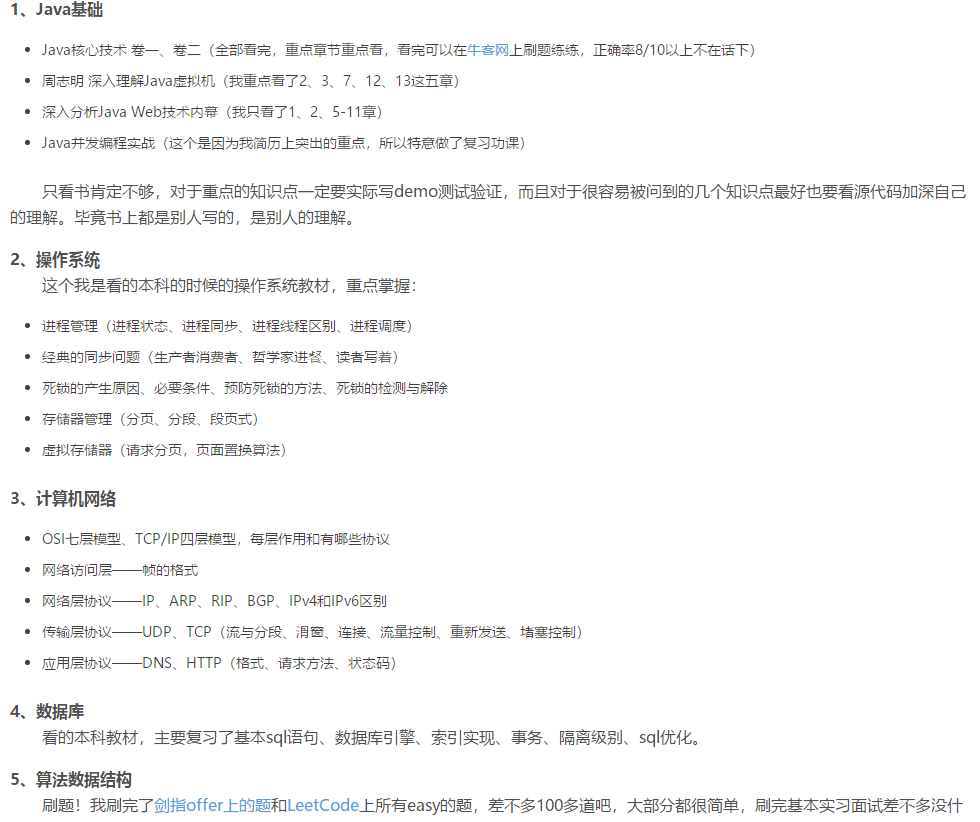 1、Java基础
Java核心技术 卷一、卷二（全部看完，重点章节重点看，看完可以在牛客网上刷题练练，正确率8/10以上不在话下）
周志明 深入理解Java虚拟机（我重点看了2、3、7、12、13这五章）
深入分析Java Web技术内幕（我只看了1、2、5-11章）
Java并发编程实战（这个是因为我简历上突出的重点，所以特意做了复习功课）
只看书肯定不够，对于重点的知识点一定要实际写demo测试验证，而且对于很容易被问到的几个知识点最好也要看源代码加深自己
的理解。毕竟书上都是别人写的，是别人的理解。
2、操作系统
这个我是看的本科的时候的操作系统教材，重点掌握：
进程管理（进程状态、进程同步、进程线程区别、进程调度）
经典的同步问题（生产者消费者、哲学家进餐、读者写着）
死锁的产生原因、必要条件、预防死锁的方法、死锁的检测与解除
存储器管理（分页、分段、段页式）
虚拟存储器（请求分页，页面置换算法）
3、计算机网络
OSI七层模型、TCP/IP四层模型，每层作用和有哪些协议
网络访问层——帧的格式
网络层协议——IP、ARP、RIP、BGP、IPv4和IPv6区别
传输层协议——UDP、TCP（流与分段、滑窗、连接、流量控制、重新发送、堵塞控制）
应用层协议——DNS、HTTP（格式、请求方法、状态码）
4、数据库
看的本科教材，主要复习了基本sql语句、数据库引擎、索引实现、事务、隔离级别、sql优化。
5、算法数据结构
刷题！我刷完了剑指offer上的题和LeetCode上所有easy的题，差不多100多道吧，大部分都很简单，刷完基本实习面试差不多没什